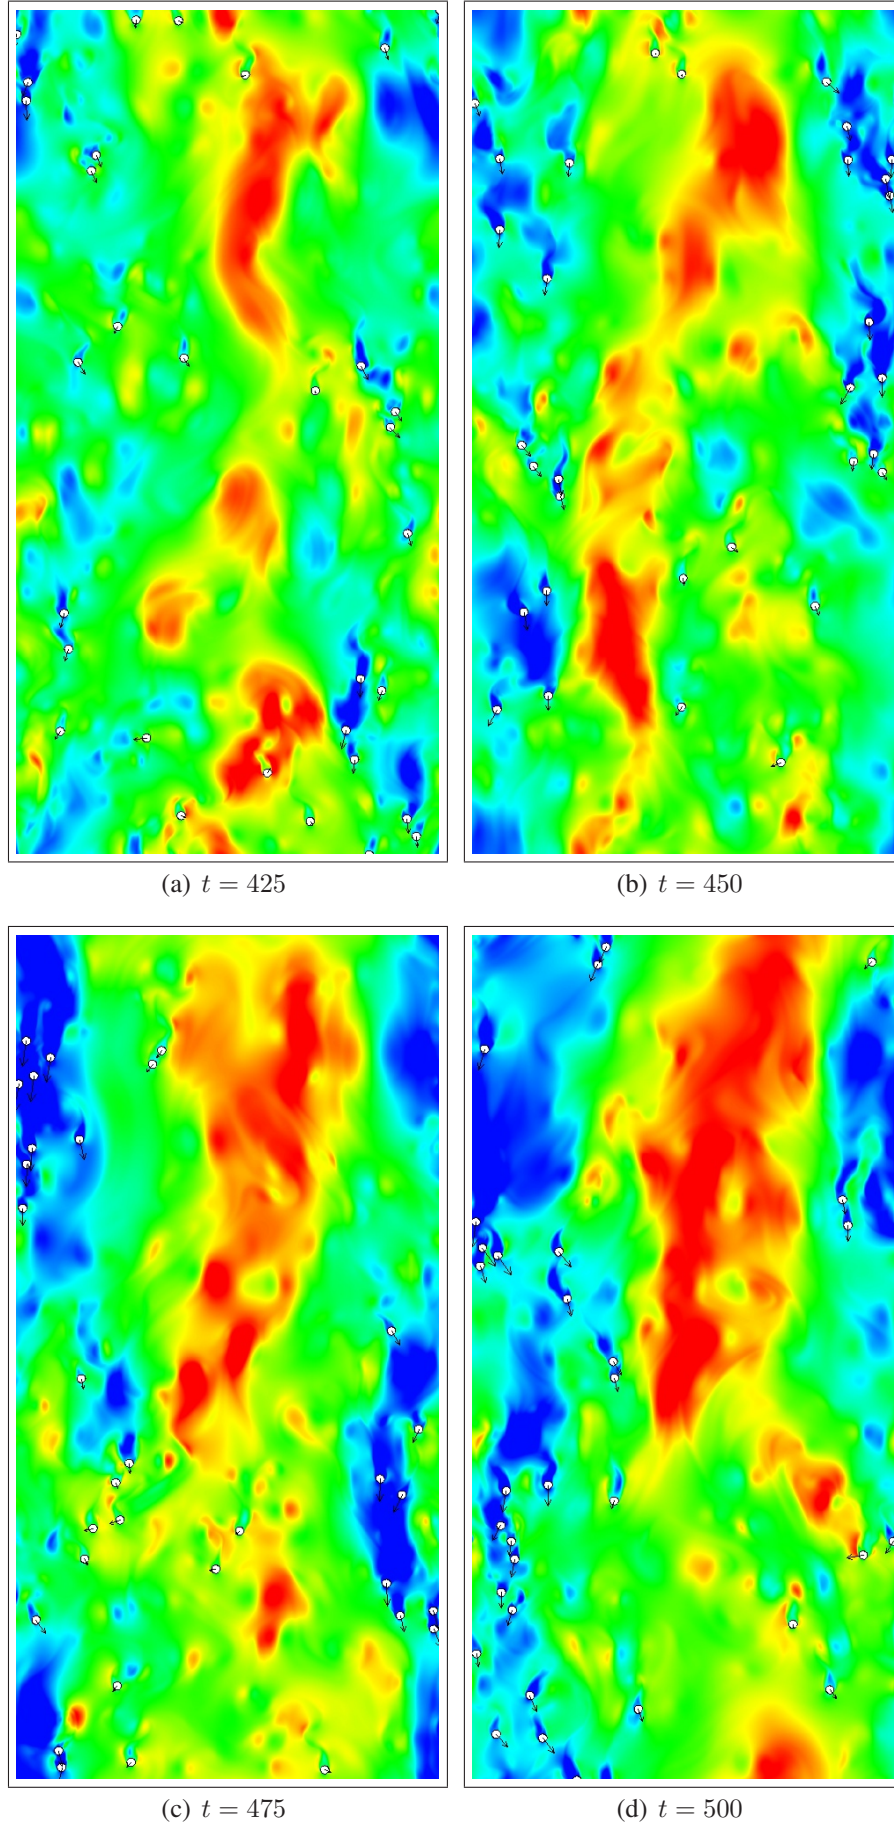 (a) t = 425
(b) t = 450
(c) t = 475
(d) t = 500